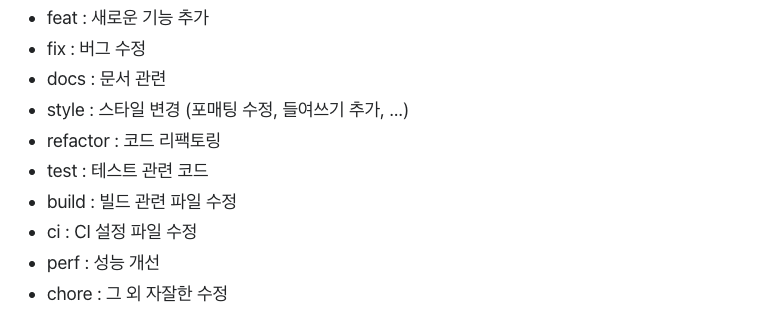 • feat : 새로운 기능 추가
• fix : 버그 수정
• docs : 문서 관련
• style : 스타일 변경 (포매팅 수정, 들여쓰기 추가, …)
• refactor : 코드 리팩토링
• test : 테스트 관련 코드
• build : 빌드 관련 파일 수정
• ci : CI 설정 파일 수정
• perf : 성능 개선
• chore : 그 외 자잘한 수정